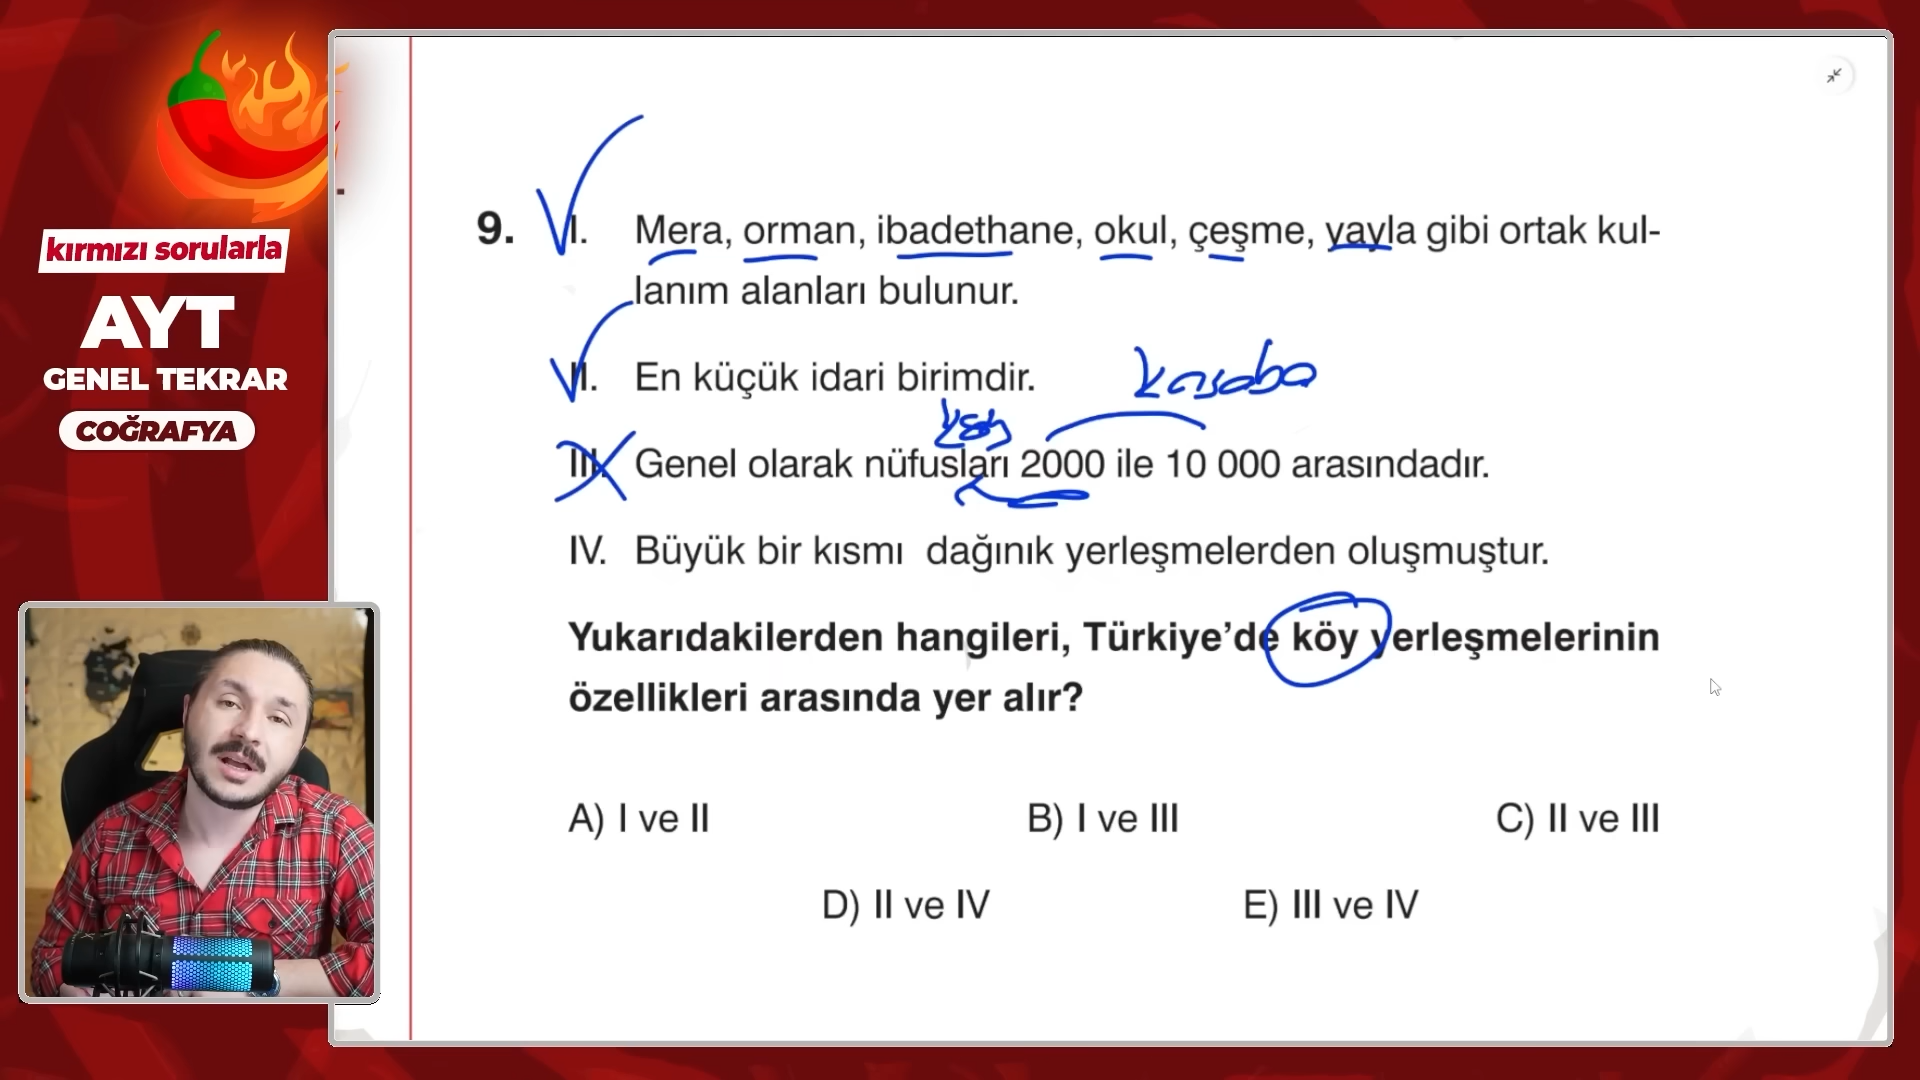 kırmızı sorularla
AYT
GENEL TEKRAR
COĞRAFYA
9. I. Mera, orman, ibadethane, okul, çeşme, yayla gibi ortak kul-
lanım alanları bulunur.
II. En küçük idari birimdir.
kasaba
köy
III. Genel olarak nüfusları 2000 ile 10 000 arasındadır.
IV. Büyük bir kısmı dağınık yerleşmelerden oluşmuştur.
Yukarıdakilerden hangileri, Türkiye'de köy yerleşmelerinin
özellikleri arasında yer alır?
A) I ve II B) I ve III C) II ve III
D) II ve IV E) III ve IV